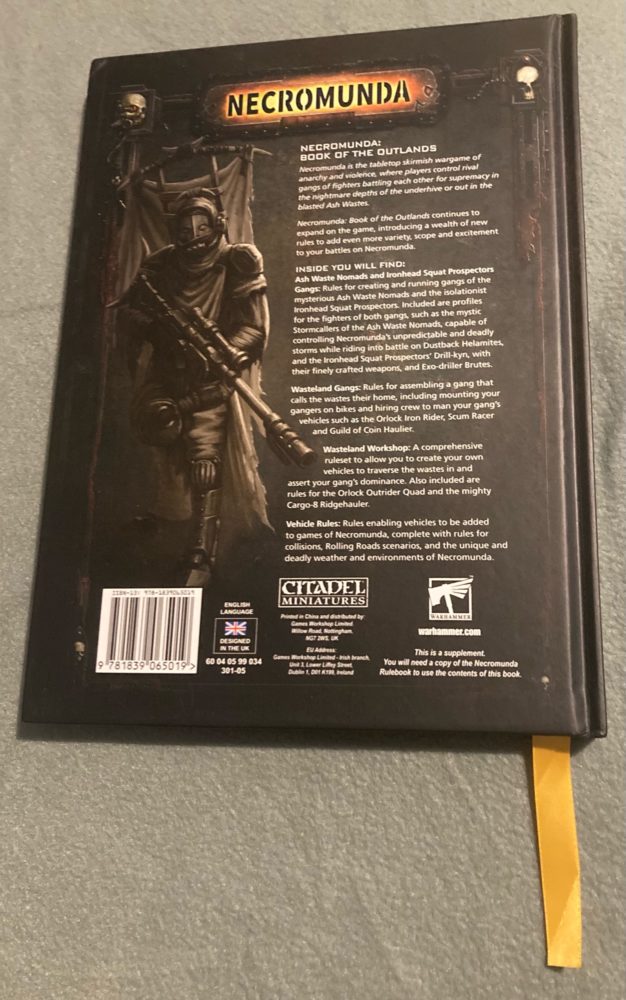 NECROMUNDA
NECROMUNDA:
BOOK OF THE OUTLANDS
Necromunda is the tabletop skirmish wargame of
anarchy and violence, where players control rival
gangs of fighters battling each other for supremacy in
the nightmare depths of the underhive or out in the
blasted Ash Wastes.
Necromunda: Book of the Outlands continues to
expand on the game, introducing a wealth of new
rules to add even more variety, scope and excitement
to your battles on Necromunda.
INSIDE YOU WILL FIND:
Ash Waste Nomads and Ironhead Squat Prospectors
Gangs: Rules for creating and running gangs of the
mysterious Ash Waste Nomads and the isolationist
Ironhead Squat Prospectors. Included are profiles
for the fighters of both gangs, such as the mystic
Stormcallers of the Ash Waste Nomads, capable of
controlling Necromunda's unpredictable and deadly
storms while riding into battle on Dustback Helamites,
and the Ironhead Squat Prospectors' Drill-kyn, with
their finely crafted weapons, and Exo-driller Brutes.
Wasteland Gangs: Rules for assembling a gang that
calls the wastes their home, including mounting your
gangers on bikes and hiring crew to man your gang's
vehicles such as the Orlock Iron Rider, Scum Racer
and Guild of Coin Haulier.
Wasteland Workshop: A comprehensive
ruleset to allow you to create your own
vehicles to traverse the wastes in and
assert your gang's dominance. Also included are
rules for the Orlock Outrider Quad and the mighty
Cargo-8 Ridgehauler.
Vehicle Rules: Rules enabling vehicles to be added
to games of Necromunda, complete with rules for
collisions, Rolling Roads scenarios, and the unique and
deadly weather and environments of Necromunda.
ISBN-13: 978-1839065019
9 781839 065019 >
ENGLISH
LANGUAGE
DESIGNED
IN THE UK
60 04 05 99 034
301-05
CITADEL
MINIATURES
Printed in China and distributed by:
Games Workshop Limited
Willow Road, Nottingham.
NG7 2WS, UK
EU Address:
Games Workshop Limited - Irish branch,
Unit 3, Lower Liffey Street,
Dublin 1, D01 K199, Ireland
WARHAMMER
warhammer.com
This is a supplement.
You will need a copy of the Necromunda
Rulebook to use the contents of this book.